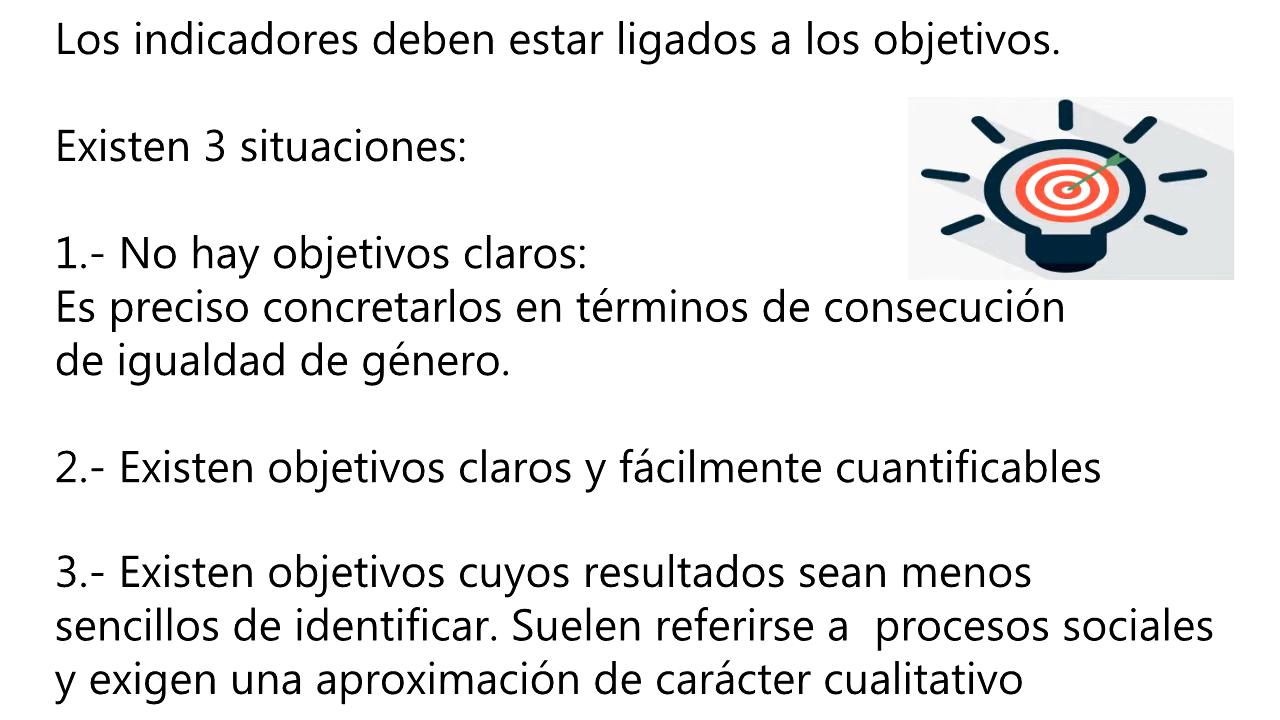 Los indicadores deben estar ligados a los objetivos.
Existen 3 situaciones:
1.- No hay objetivos claros:
Es preciso concretarlos en términos de consecución
de igualdad de género.
2.- Existen objetivos claros y fácilmente cuantificables
3.- Existen objetivos cuyos resultados sean menos
sencillos de identificar. Suelen referirse a  procesos sociales
y exigen una aproximación de carácter cualitativo